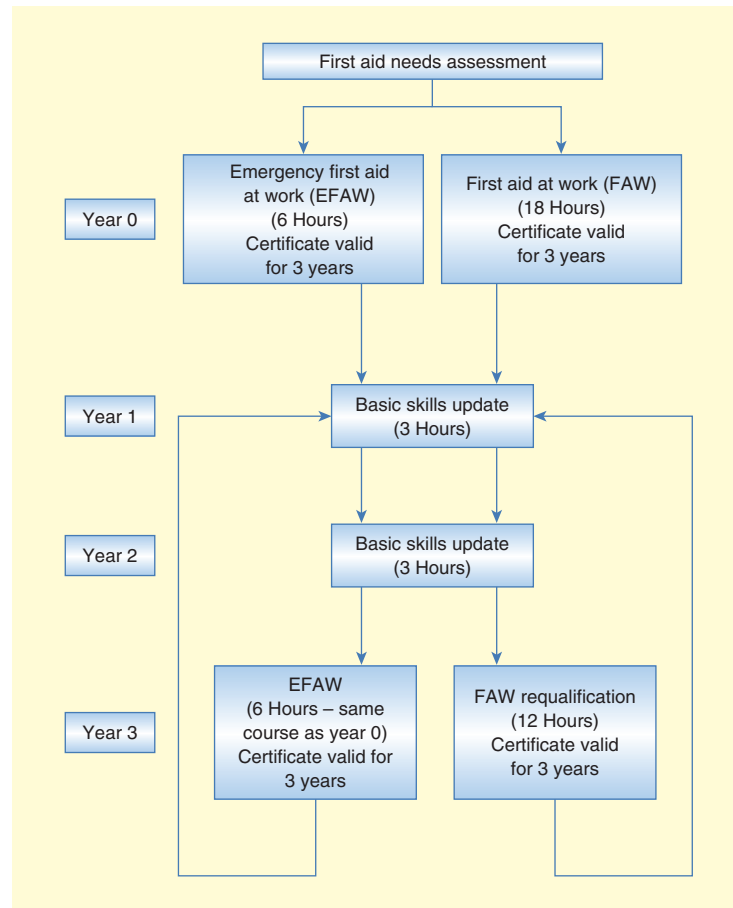 First aid needs assessment
Year 0
Emergency first aid
at work (EFAW)
(6 Hours)
Certificate valid
for 3 years
First aid at work (FAW)
(18 Hours)
Certificate valid
for 3 years
Year 1
Basic skills update
(3 Hours)
Year 2
Basic skills update
(3 Hours)
Year 3
EFAW
(6 Hours – same
course as year 0)
Certificate valid for
3 years
FAW requalification
(12 Hours)
Certificate valid
for 3 years